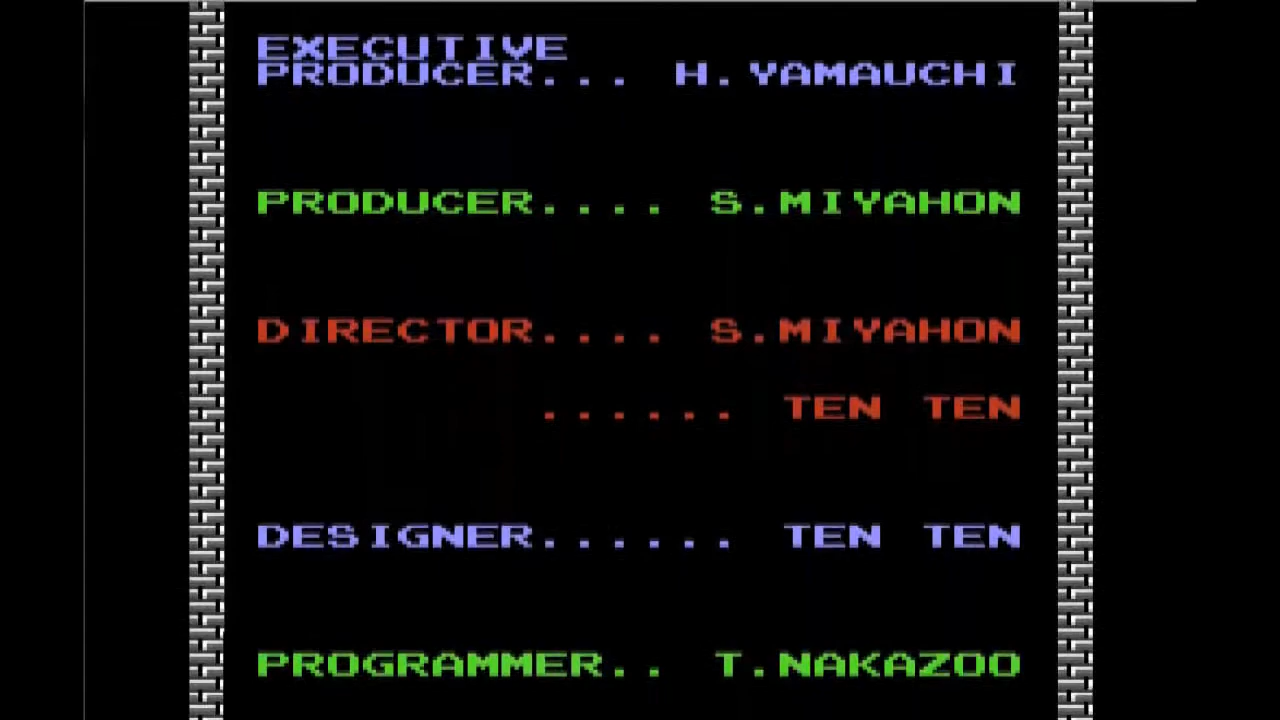 EXECUTIVE
PRODUCER... H.YAMAUCHI
PRODUCER.... S.MIYAHON
DIRECTOR.... S.MIYAHON
...... TEN TEN
DESIGNER...... TEN TEN
PROGRAMMER.. T.NAKAZOO